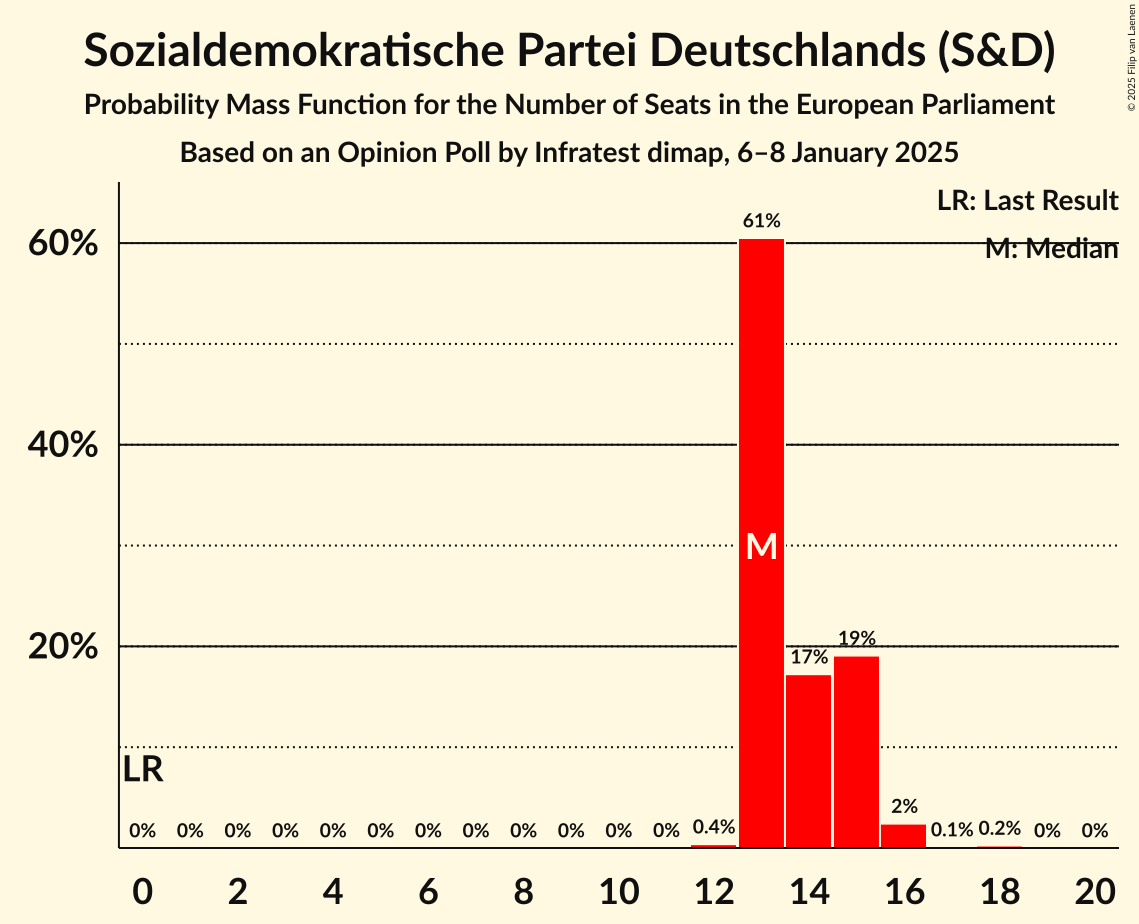 Sozialdemokratische Partei Deutschlands (S&D)
Probability Mass Function for the Number of Seats in the European Parliament
Based on an Opinion Poll by Infratest dimap, 6–8 January 2025
© 2025 Filip van Laenen
LR: Last Result
M: Median
60%
40%
20%
61%
M
19%
17%
LR
0% 0% 0% 0% 0% 0% 0% 0% 0% 0% 0% 0% 0.4% 2% 0.1% 0.2% 0% 0%
0 2 4 6 8 10 12 14 16 18 20